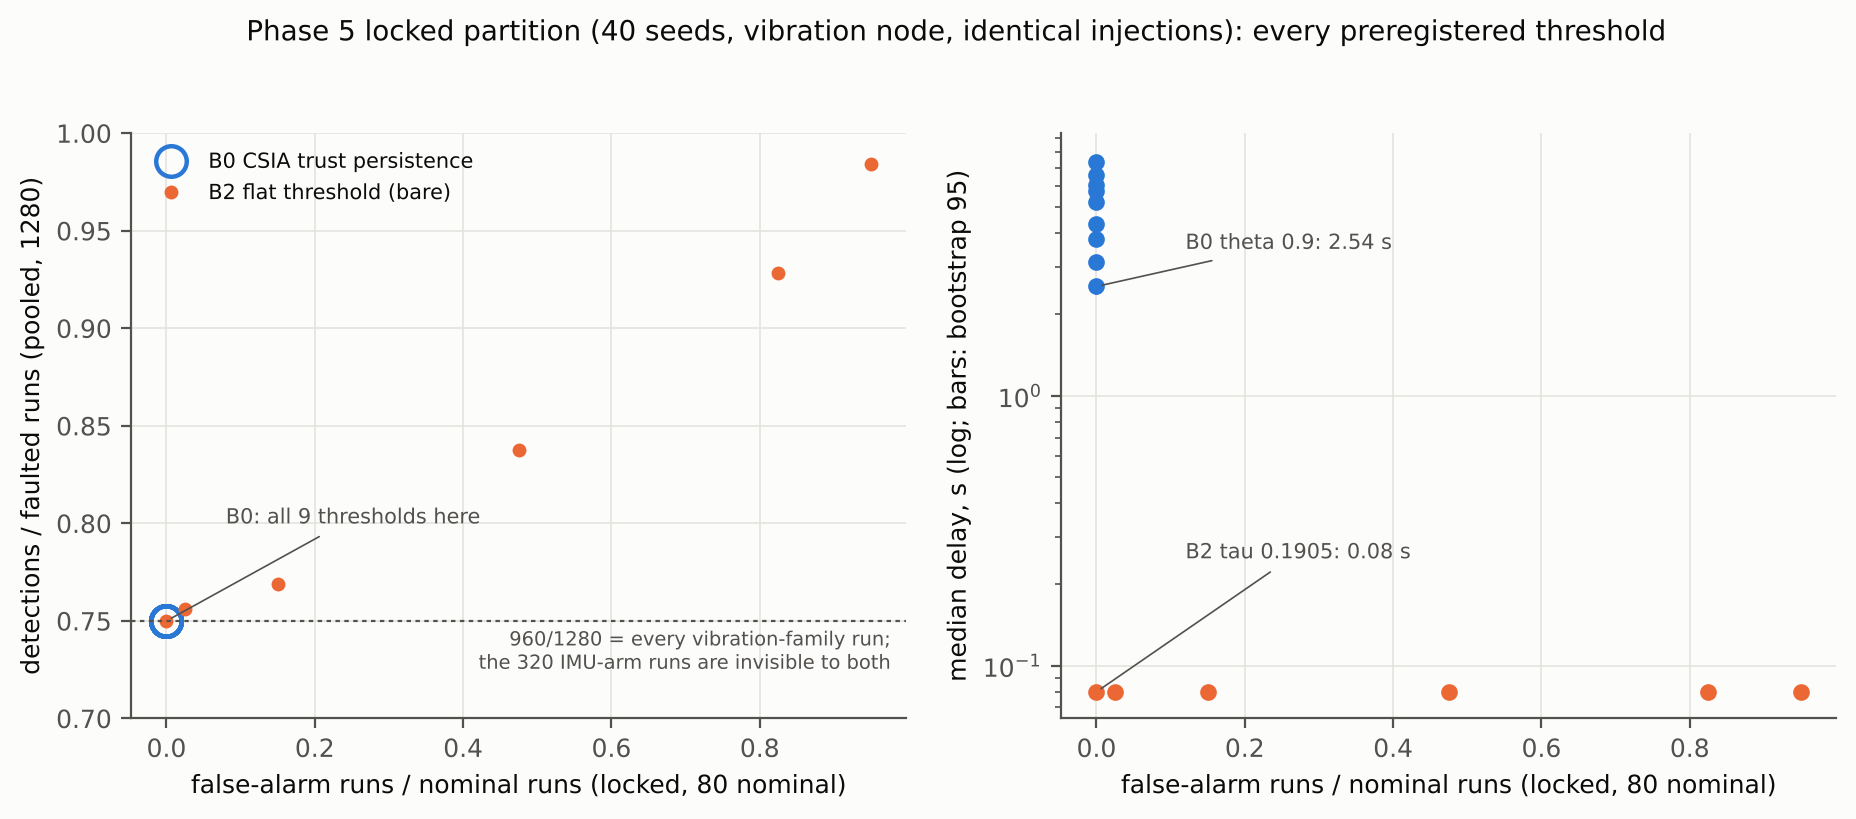 Phase 5 locked partition (40 seeds, vibration node, identical injections): every preregistered threshold
detections / faulted runs (pooled, 1280)
1.00
0.95
0.90
0.85
0.80
0.75
0.70
B0 CSIA trust persistence
B2 flat threshold (bare)
B0: all 9 thresholds here
960/1280 = every vibration-family run;
the 320 IMU-arm runs are invisible to both
0.0 0.2 0.4 0.6 0.8
false-alarm runs / nominal runs (locked, 80 nominal)
median delay, s (log; bars: bootstrap 95)
10⁰
10⁻¹
B0 theta 0.9: 2.54 s
B2 tau 0.1905: 0.08 s
0.0 0.2 0.4 0.6 0.8
false-alarm runs / nominal runs (locked, 80 nominal)